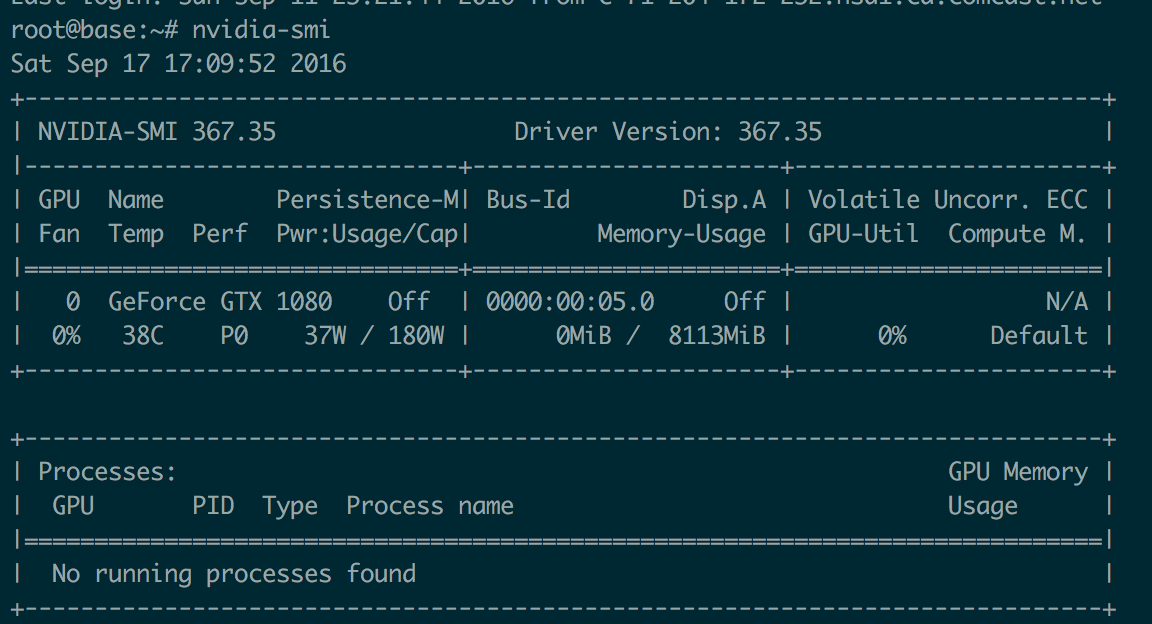 root@base:~# nvidia-smi
Sat Sep 17 17:09:52 2016
+-----------------------------------------------------------------------------+
| NVIDIA-SMI 367.35                 Driver Version: 367.35                    |
|-------------------------------+----------------------+----------------------+
| GPU  Name        Persistence-M| Bus-Id        Disp.A | Volatile Uncorr. ECC |
| Fan  Temp  Perf  Pwr:Usage/Cap|         Memory-Usage | GPU-Util  Compute M. |
|===============================+======================+======================|
|   0  GeForce GTX 1080    Off  | 0000:00:05.0     Off |                  N/A |
|  0%   38C    P0    37W / 180W |      0MiB /  8113MiB |      0%      Default |
+-------------------------------+----------------------+----------------------+

+-----------------------------------------------------------------------------+
| Processes:                                                       GPU Memory |
|  GPU       PID  Type  Process name                               Usage      |
|=============================================================================|
|  No running processes found                                                 |
+-----------------------------------------------------------------------------+